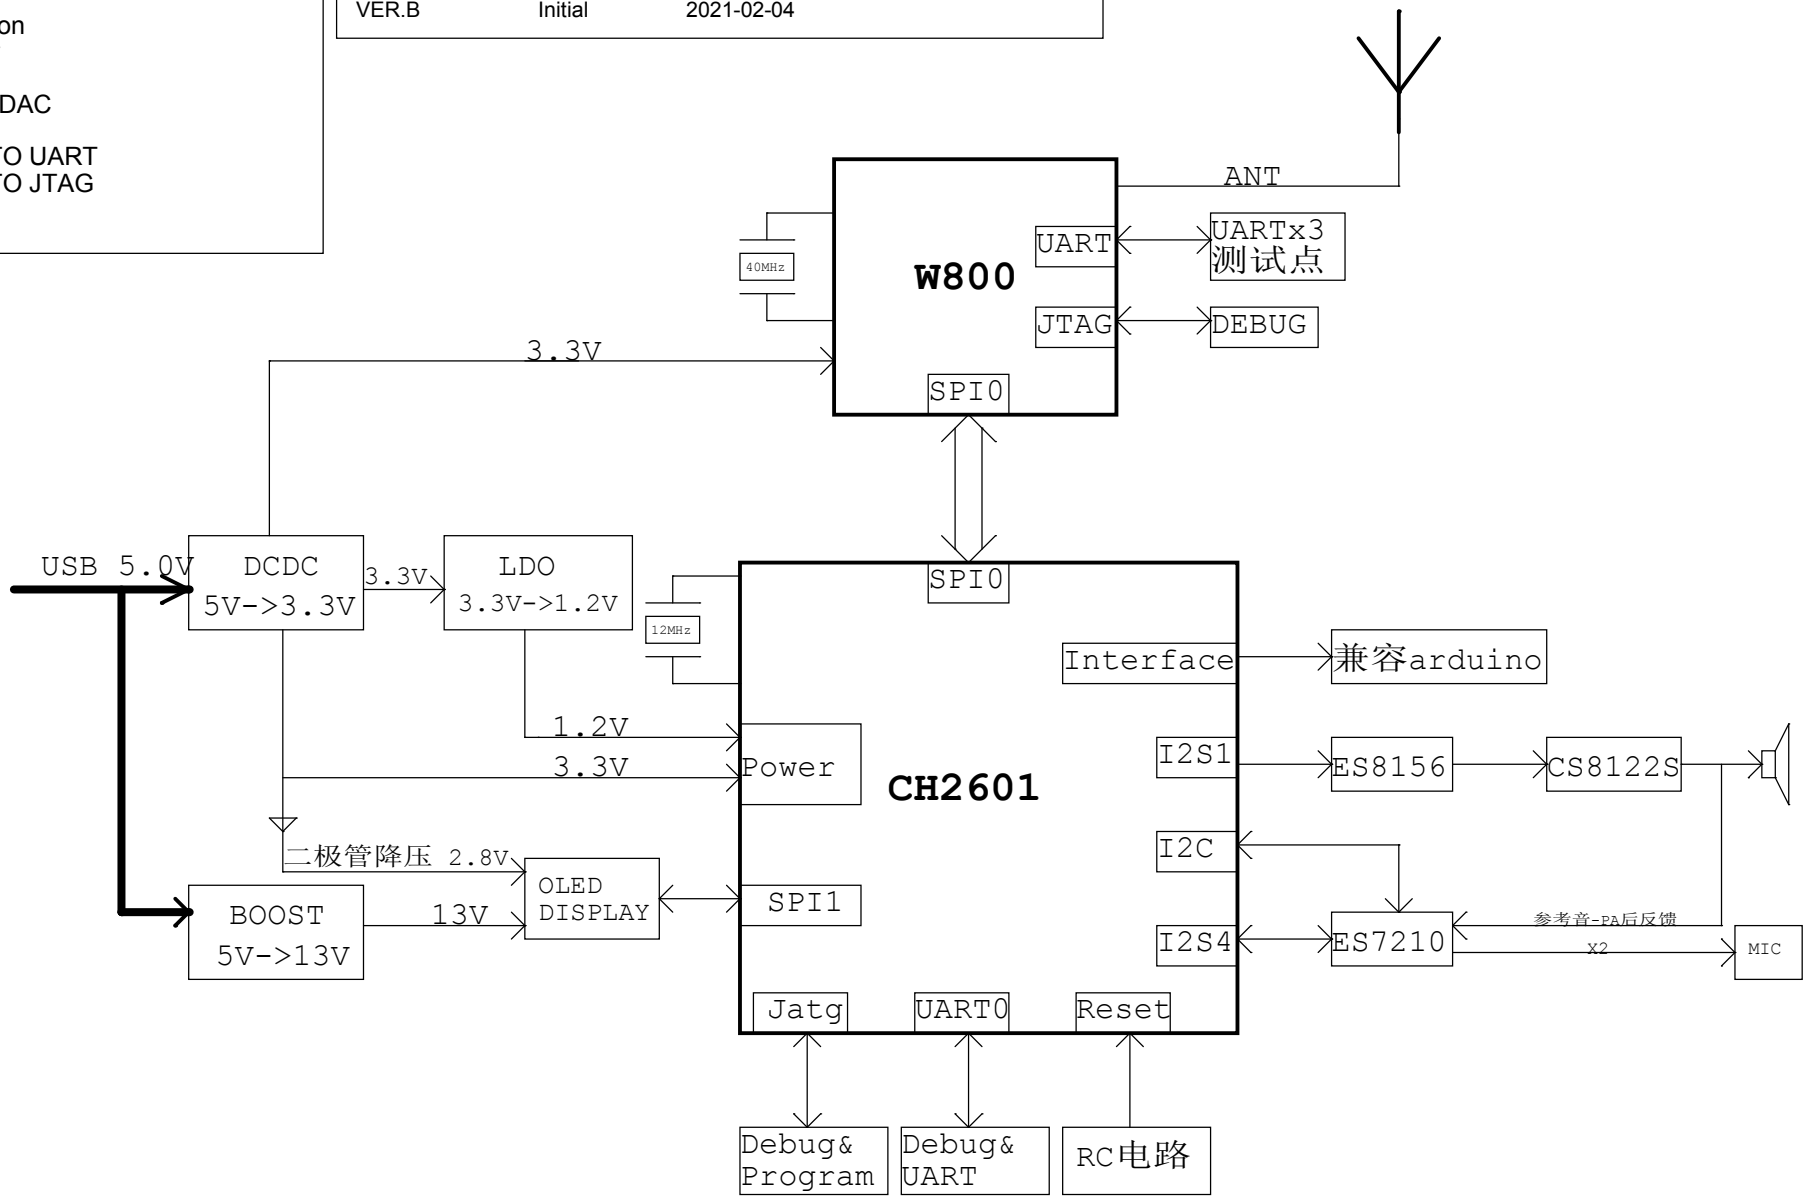 VER.B Initial 2021-02-04
on
DAC
TO UART
TO JTAG
ANT
UART
UARTx3
测试点
40MHz
W800
JTAG
DEBUG
3.3V
SPI0
USB 5.0V
DCDC
5V->3.3V
3.3V
LDO
3.3V->1.2V
SPI0
12MHz
Interface
兼容arduino
1.2V
3.3V
Power
CH2601
I2S1
ES8156
CS8122S
I2C
二极管降压 2.8V
OLED
DISPLAY
SPI1
BOOST
5V->13V
13V
I2S4
ES7210
参考音-PA后反馈
X2
MIC
Jatg
UART0
Reset
Debug&
Program
Debug&
UART
RC电路